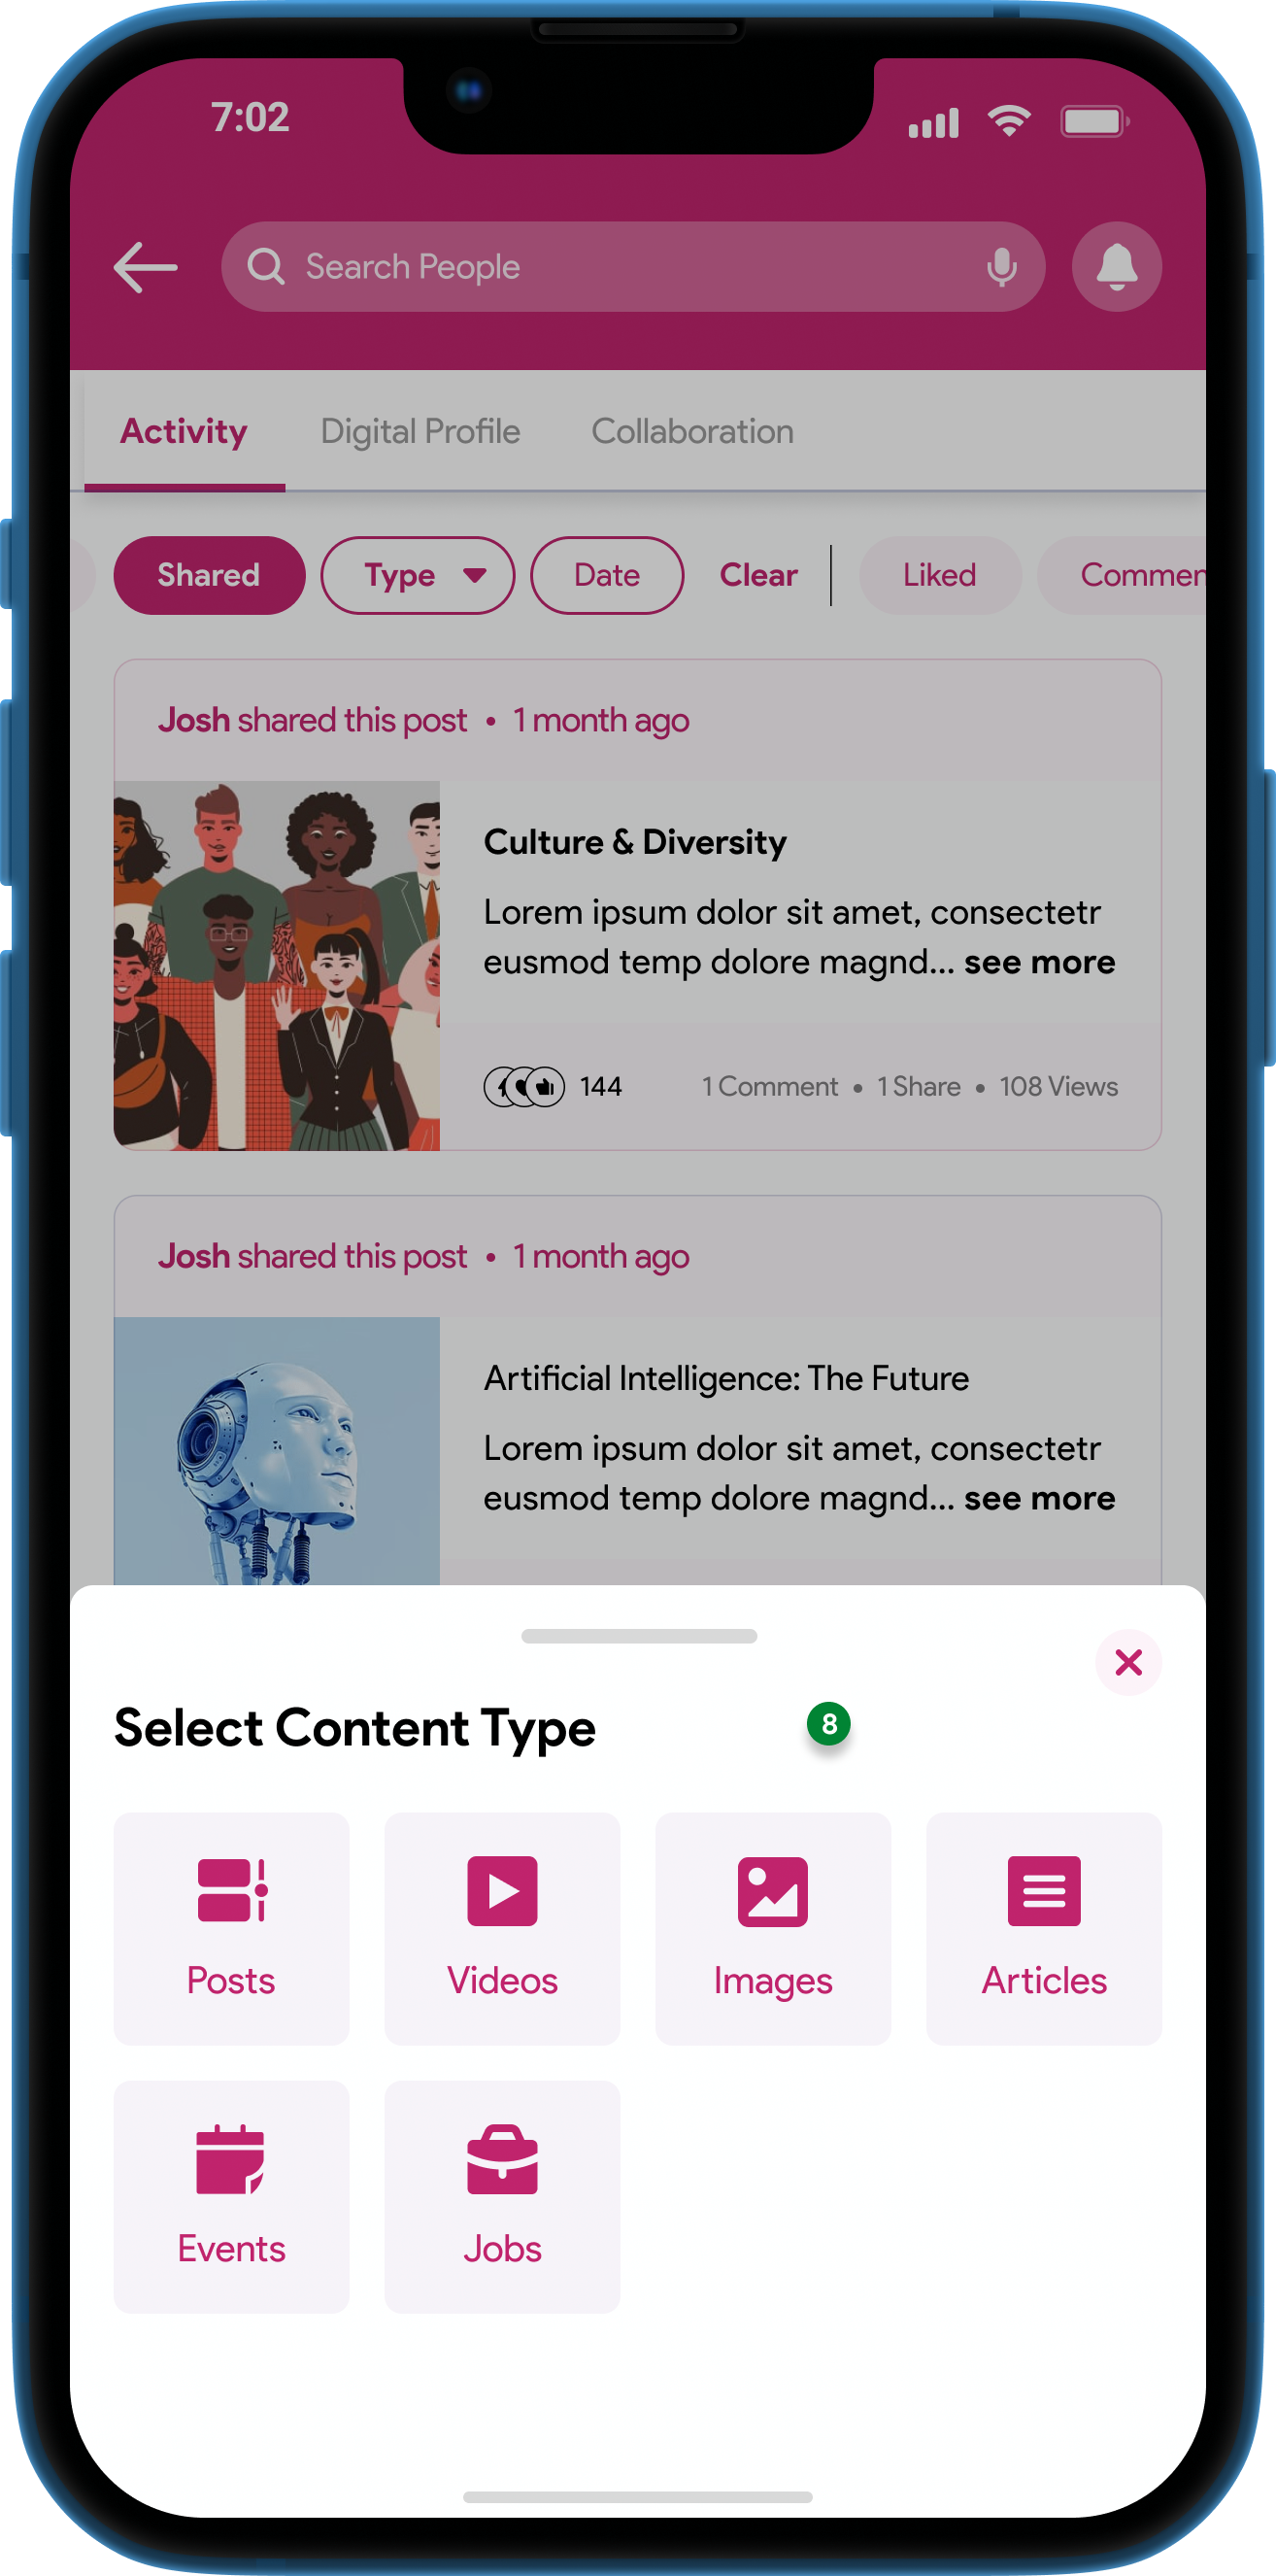 7:02
Search People
Activity Digital Profile Collaboration
Shared Type Date Clear Liked Commen
Josh shared this post • 1 month ago
Culture & Diversity
Lorem ipsum dolor sit amet, consectetr
eusmod temp dolore magnd... see more
144 1 Comment • 1 Share • 108 Views
Josh shared this post • 1 month ago
Artificial Intelligence: The Future
Lorem ipsum dolor sit amet, consectetr
eusmod temp dolore magnd... see more
Select Content Type 8
Posts Videos Images Articles
Events Jobs